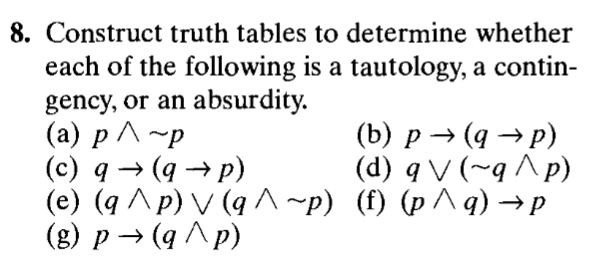 8. Construct truth tables to determine whether
each of the following is a tautology, a contin-
gency, or an absurdity.
(a) p ∧ ~p (b) p → (q → p)
(c) q → (q → p) (d) q ∨ (~q ∧ p)
(e) (q ∧ p) ∨ (q ∧ ~p) (f) (p ∧ q) → p
(g) p → (q ∧ p)